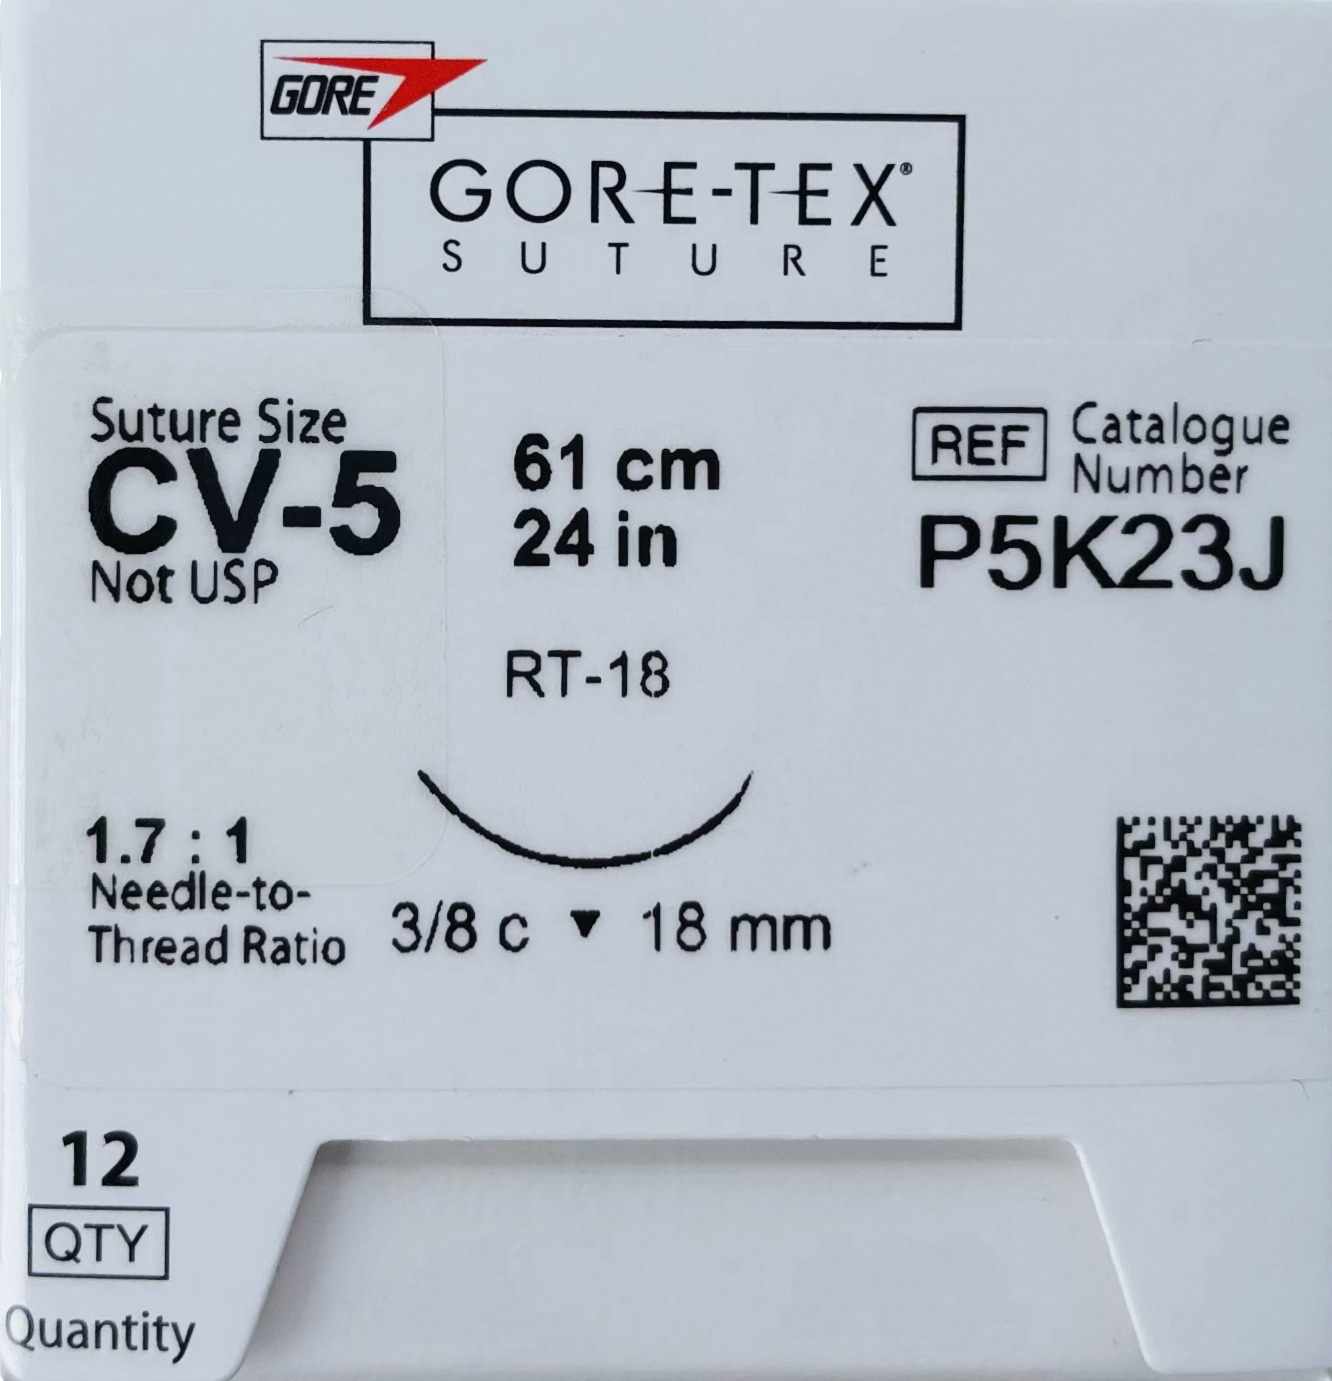 GORE
GORE-TEX®
SUTURE
Suture Size
CV-5
Not USP
61 cm
24 in
REF
Catalogue
Number
P5K23J
RT-18
1.7 : 1
Needle-to-
Thread Ratio
3/8 c ▼ 18 mm
12
QTY
Quantity